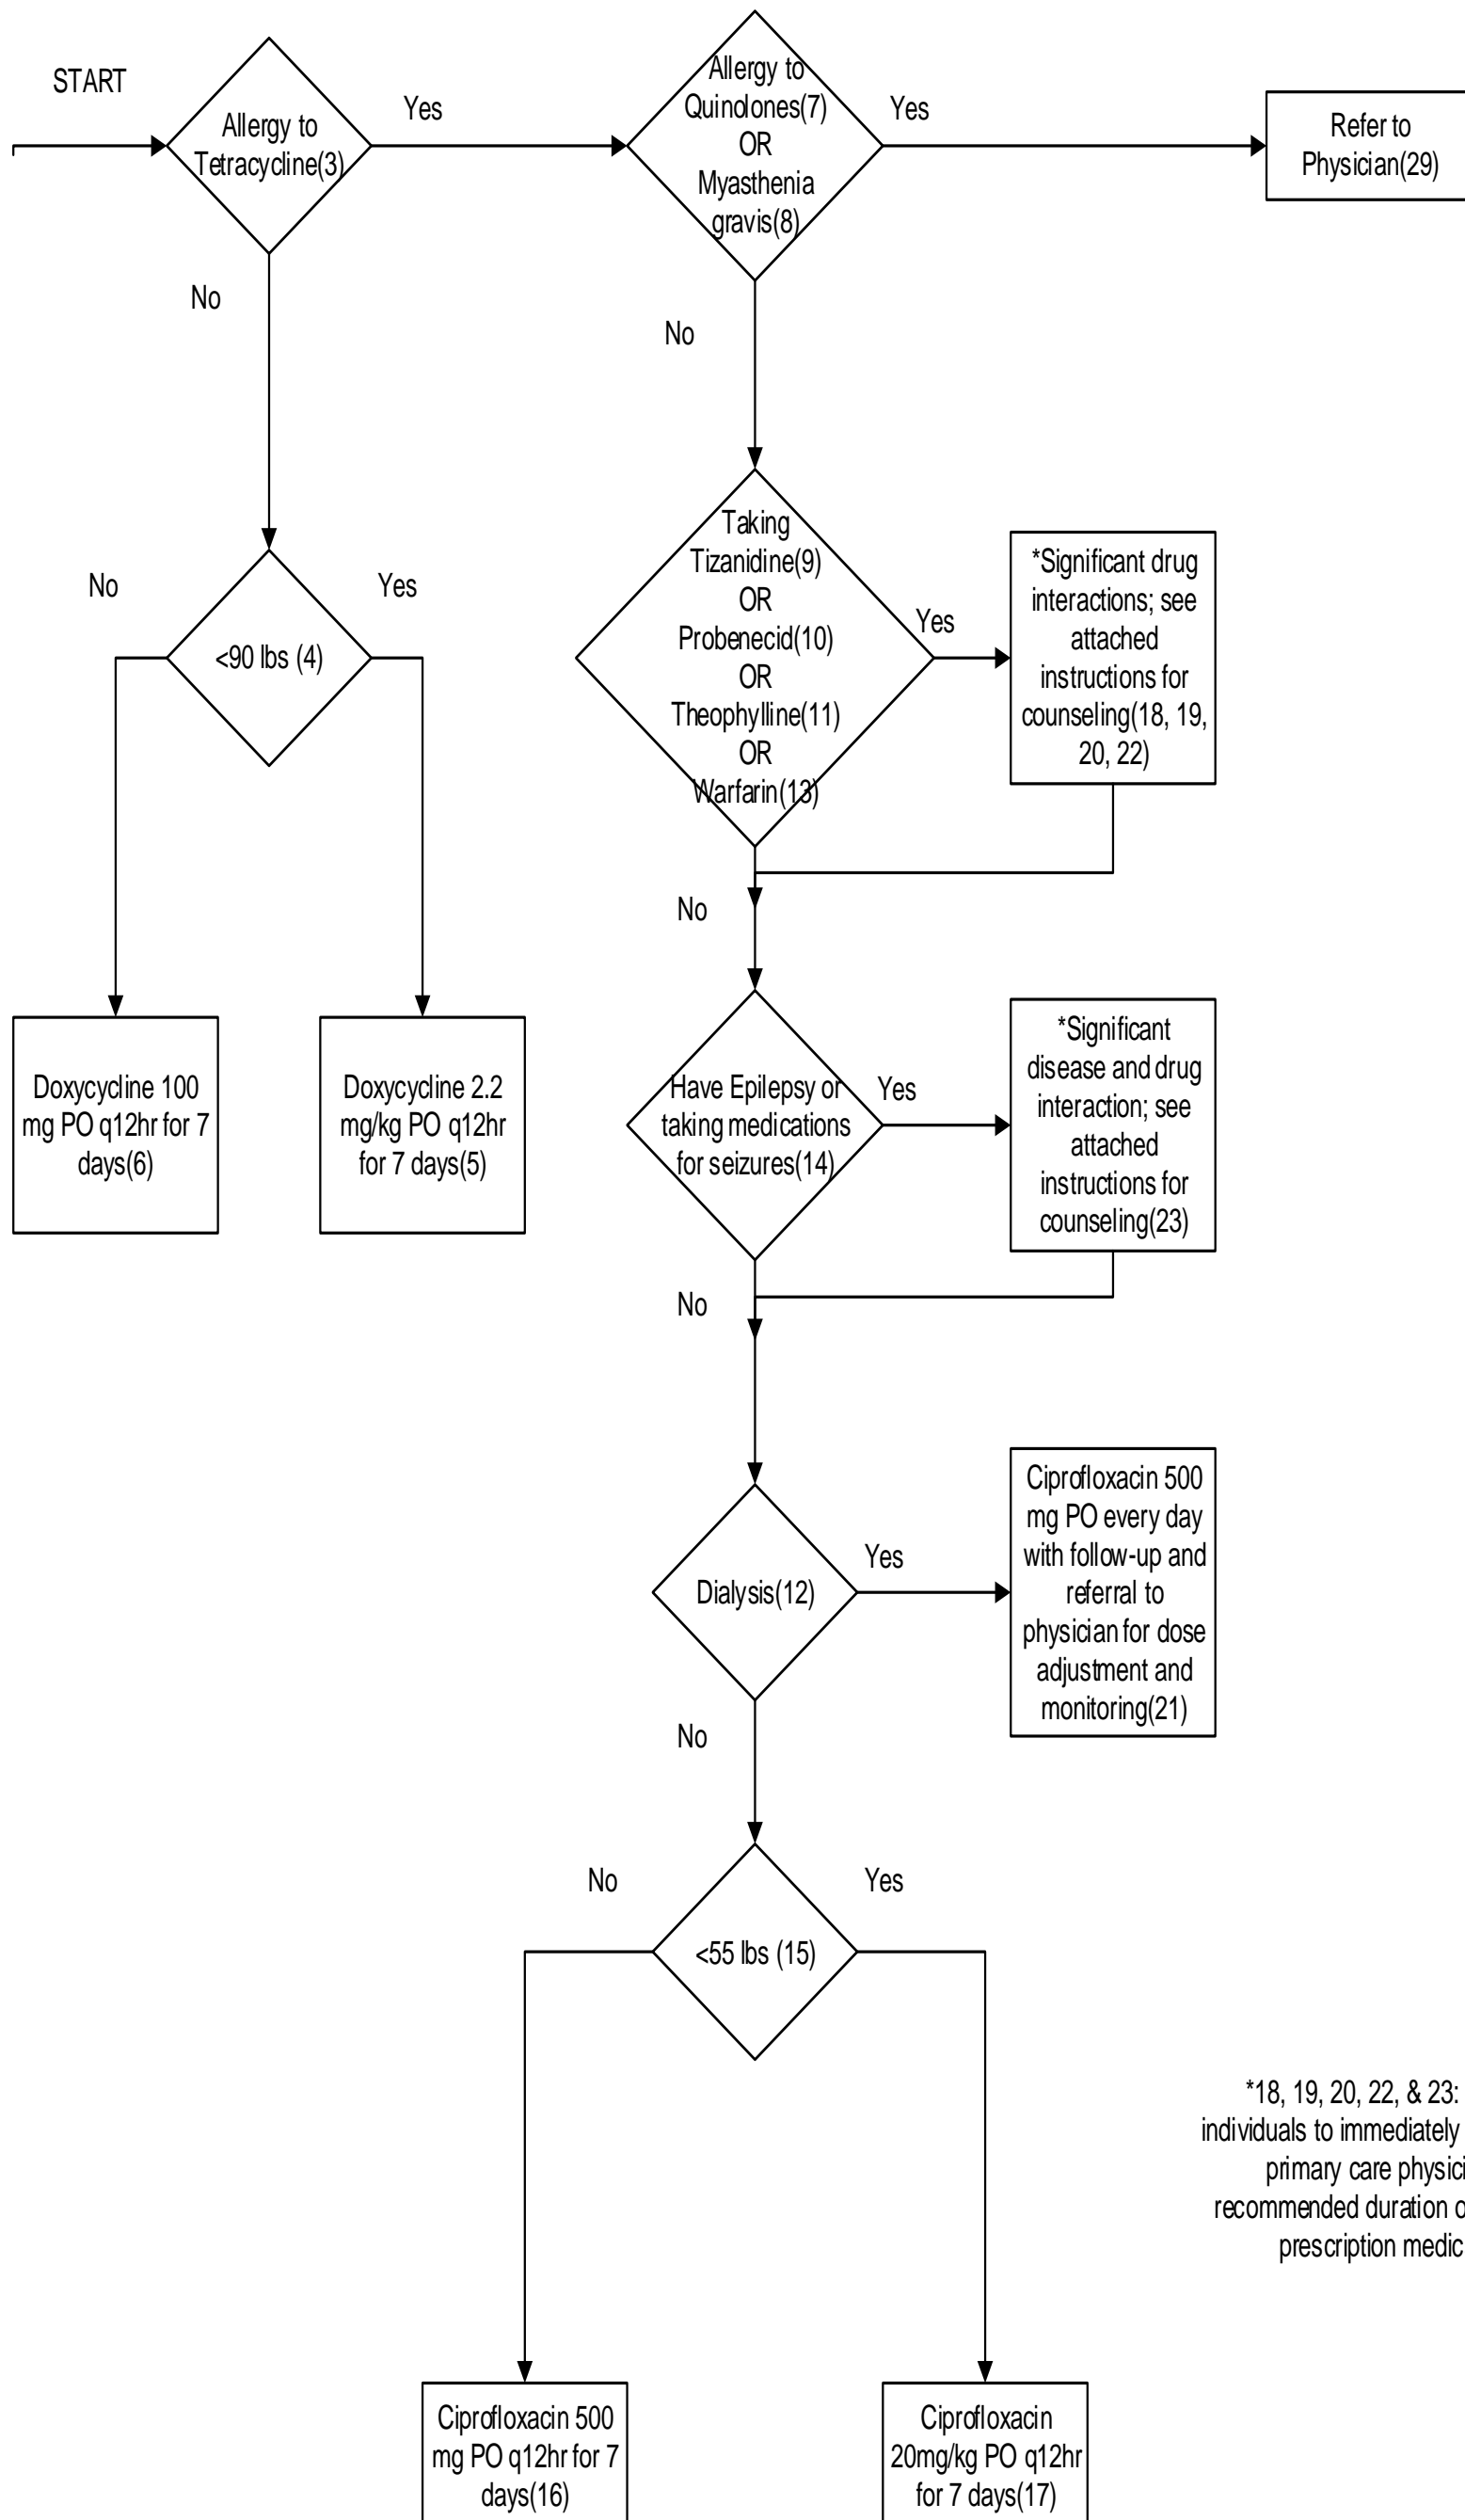 START
Allergy to
Tetracycline(3)
Yes
Allergy to
Quinolones(7)
OR
Myasthenia
gravis(8)
Yes
Refer to
Physician(29)
No
No
Taking
Tizanidine(9)
OR
Probenecid(10)
OR
Theophylline(11)
OR
Warfarin(13)
Yes
*Significant drug
interactions; see
attached
instructions for
counseling(18, 19,
20, 22)
No
<90 lbs (4)
Yes
No
Doxycycline 100
mg PO q12hr for 7
days(6)
Doxycycline 2.2
mg/kg PO q12hr
for 7 days(5)
Have Epilepsy or
taking medications
for seizures(14)
Yes
*Significant
disease and drug
interaction; see
attached
instructions for
counseling(23)
No
Dialysis(12)
Yes
Ciprofloxacin 500
mg PO every day
with follow-up and
referral to
physician for dose
adjustment and
monitoring(21)
No
No
<55 lbs (15)
Yes
*18, 19, 20, 22, & 23:
individuals to immediately
primary care physici
recommended duration o
prescription medic
Ciprofloxacin 500
mg PO q12hr for 7
days(16)
Ciprofloxacin
20mg/kg PO q12hr
for 7 days(17)